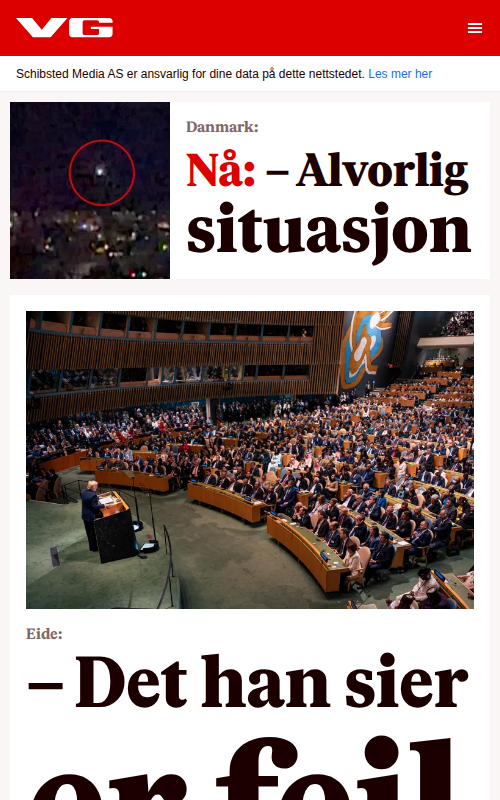 VG
Schibsted Media AS er ansvarlig for dine data på dette nettstedet. Les mer her
Danmark:
Nå: – Alvorlig
situasjon
Eide:
– Det han sier
er feil